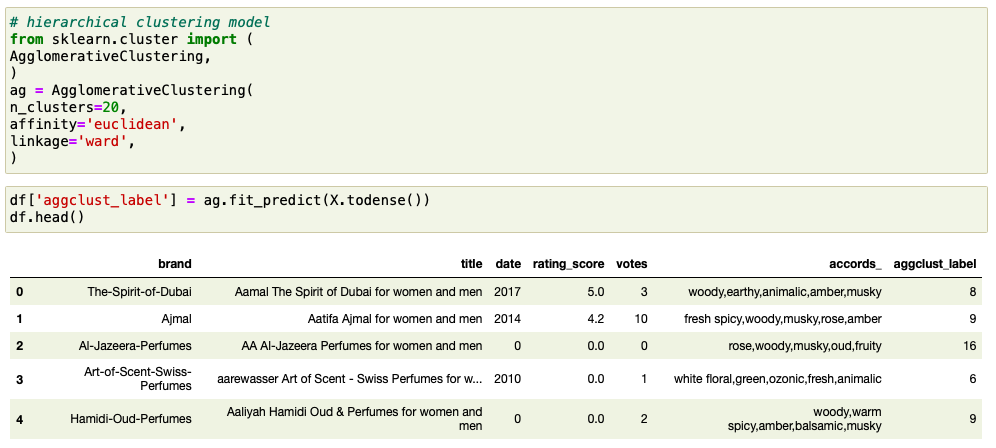 # hierarchical clustering model
from sklearn.cluster import (
AgglomerativeClustering,
)
ag = AgglomerativeClustering(
n_clusters=20,
affinity='euclidean',
linkage='ward',
)
df['aggclust_label'] = ag.fit_predict(X.todense())
df.head()
brand title date rating_score votes accords_ aggclust_label
0 The-Spirit-of-Dubai Aamal The Spirit of Dubai for women and men 2017 5.0 3 woody,earthy,animalic,amber,musky 8
1 Ajmal Aatifa Ajmal for women and men 2014 4.2 10 fresh spicy,woody,musky,rose,amber 9
2 Al-Jazeera-Perfumes AA Al-Jazeera Perfumes for women and men 0 0.0 0 rose,woody,musky,oud,fruity 16
3 Art-of-Scent-Swiss-
Perfumes aarewasser Art of Scent - Swiss Perfumes for w... 2010 0.0 1 white floral,green,ozonic,fresh,animalic 6
4 Hamidi-Oud-Perfumes Aaliyah Hamidi Oud & Perfumes for women and
men 0 0.0 2 woody,warm
spicy,amber,balsamic,musky 9